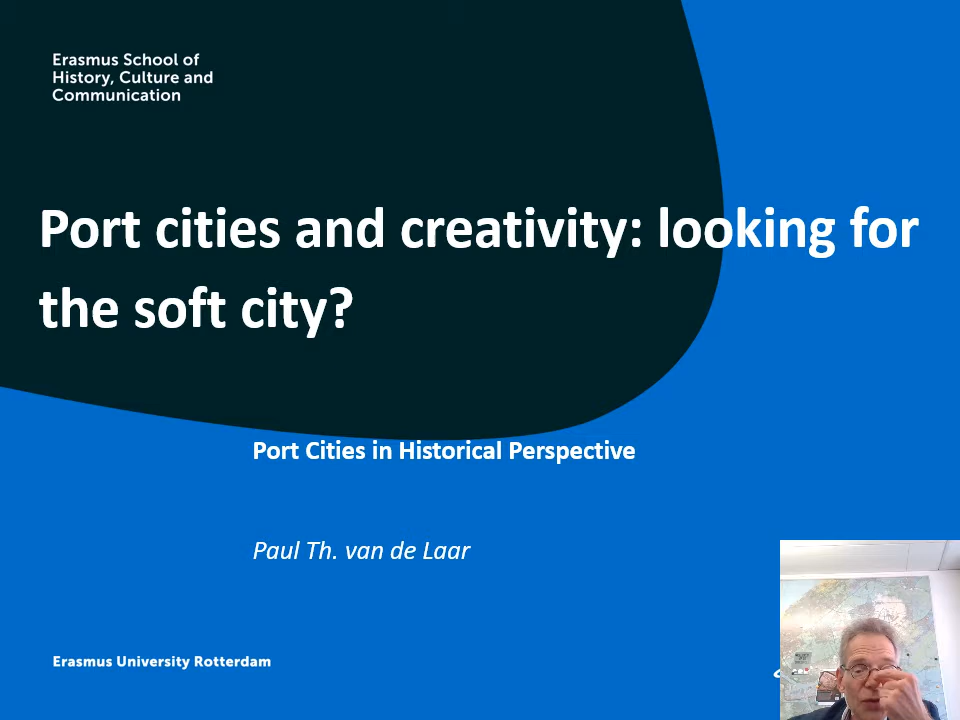 Erasmus School of
History, Culture and
Communication
Port cities and creativity: looking for
the soft city?
Port Cities in Historical Perspective
Paul Th. van de Laar
Erasmus University Rotterdam